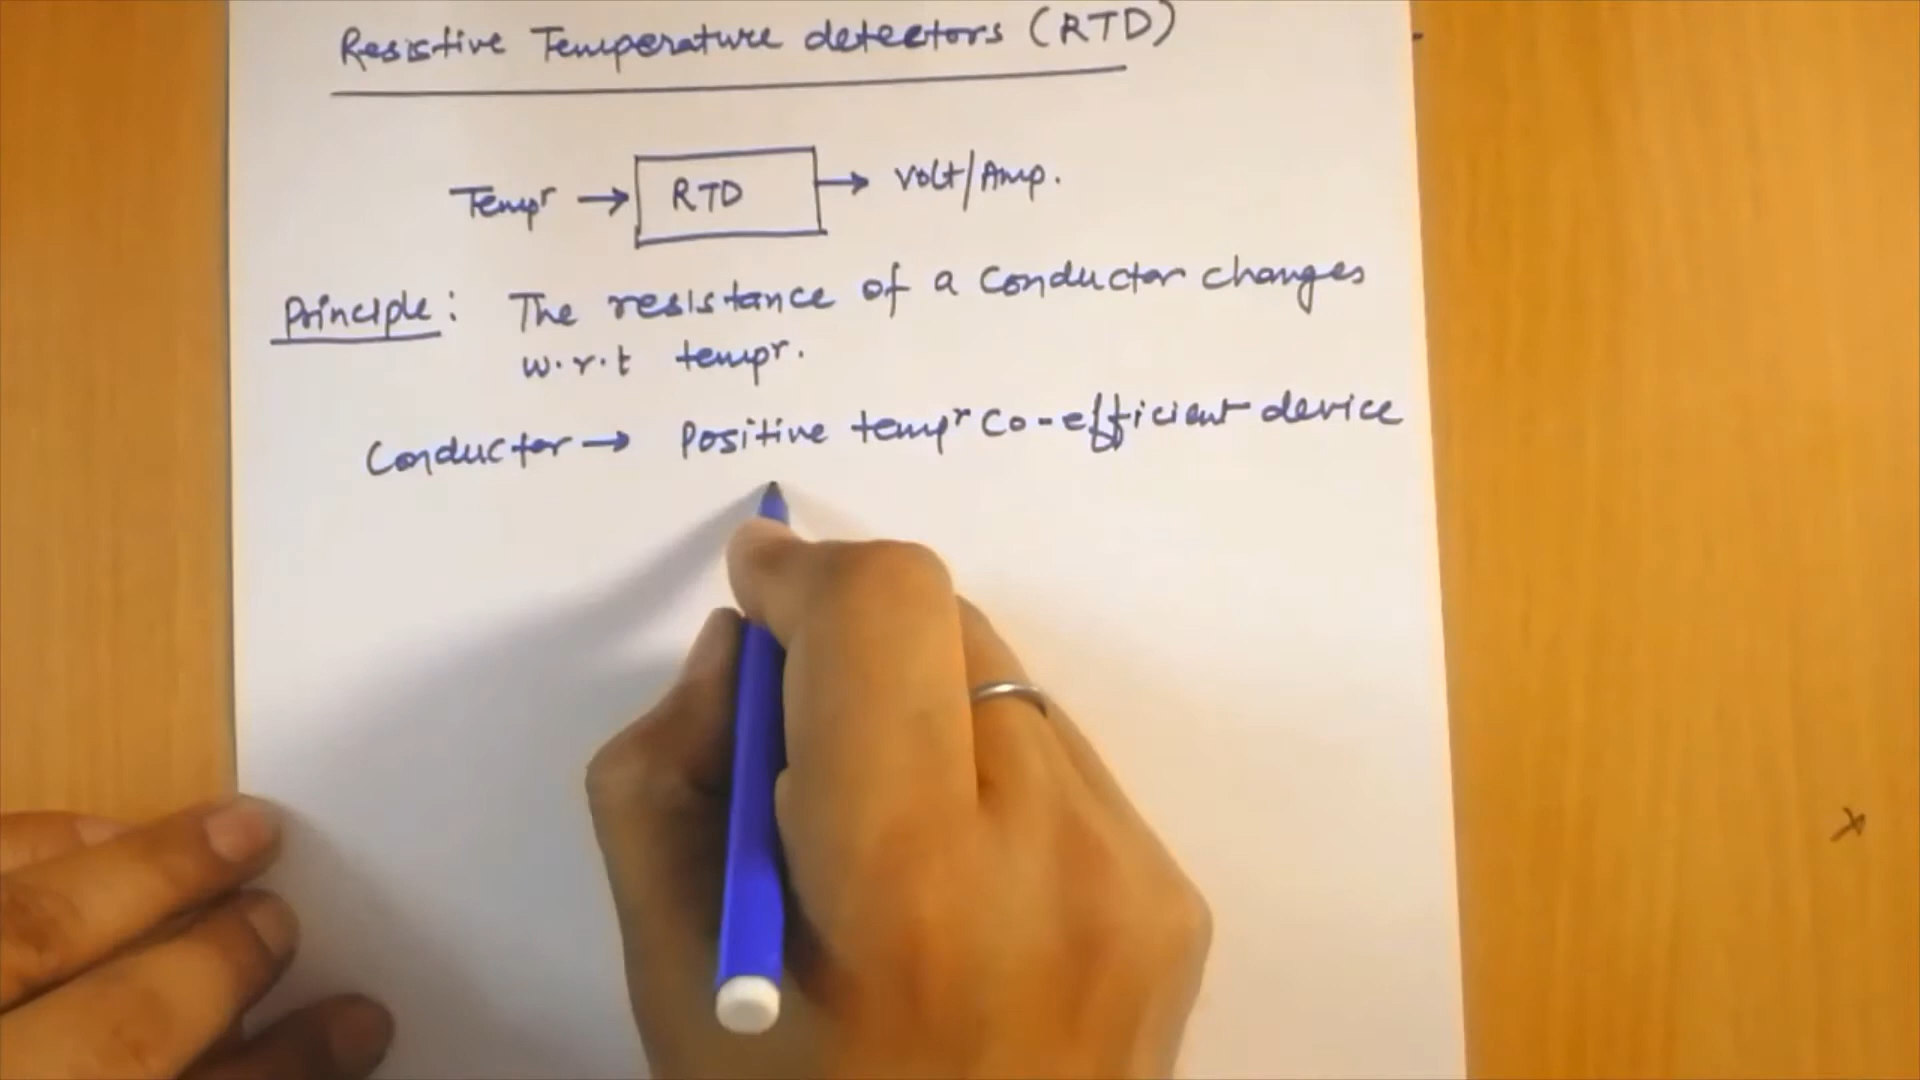 Resistive Temperature detectors (RTD)
Tempr → RTD → Volt/Amp.
Principle: The resistance of a conductor changes
w.r.t tempr.
Conductor → Positive tempr Co-efficient device